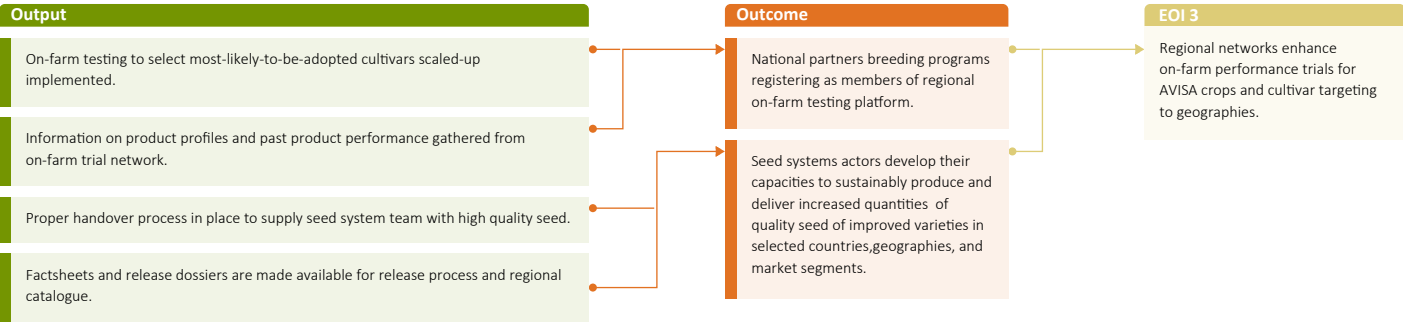 Output
On-farm testing to select most-likely-to-be-adopted cultivars scaled-up
implemented.
Information on product profiles and past product performance gathered from
on-farm trial network.
Proper handover process in place to supply seed system team with high quality seed.
Factsheets and release dossiers are made available for release process and regional
catalogue.
Outcome
National partners breeding programs
registering as members of regional
on-farm testing platform.
Seed systems actors develop their
capacities to sustainably produce and
deliver increased quantities of
quality seed of improved varieties in
selected countries,geographies, and
market segments.
EOI 3
Regional networks enhance
on-farm performance trials for
AVISA crops and cultivar targeting
to geographies.